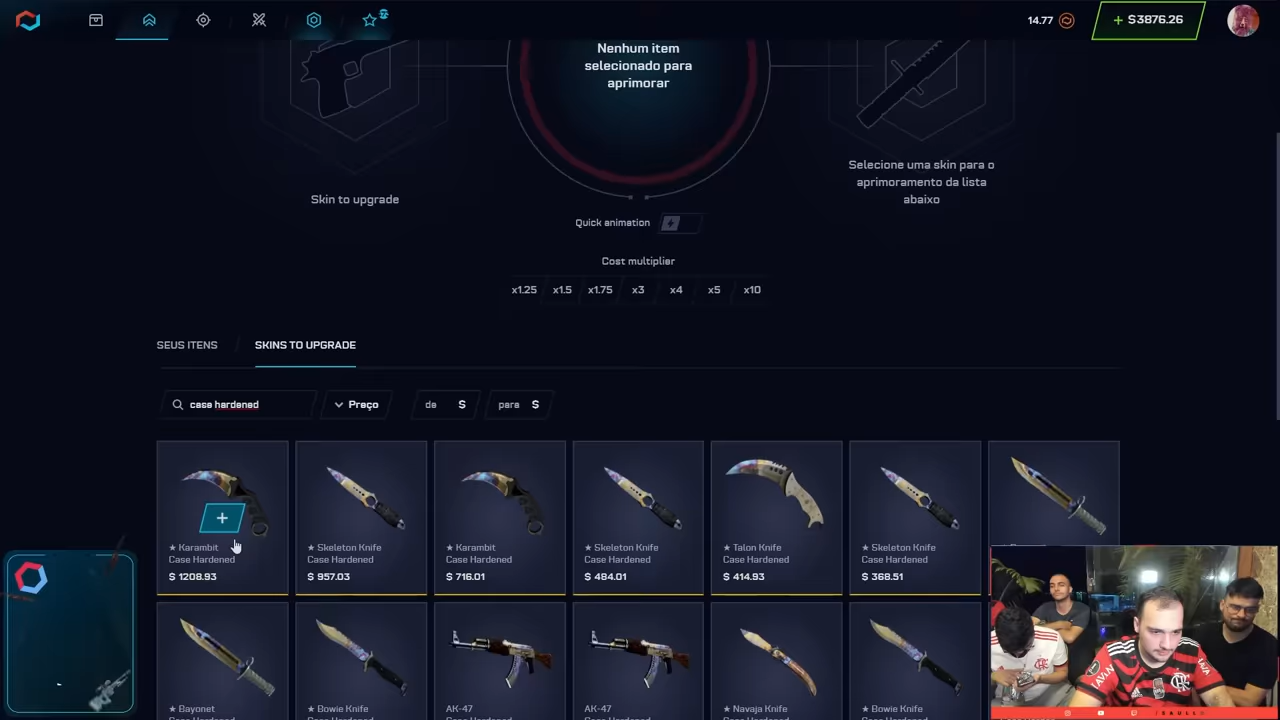 14.77
+ $3876.26
Nenhum item
selecionado para
aprimorar
Skin to upgrade
Selecione uma skin para o
aprimoramento da lista
abaixo
Quick animation
Cost multiplier
x1.25 x1.5 x1.75 x3 x4 x5 x10
SEUS ITENS / SKINS TO UPGRADE
case hardened Preço de $ para $
★ Karambit
Case Hardened
$ 1208.93
★ Skeleton Knife
Case Hardened
$ 957.03
★ Karambit
Case Hardened
$ 716.01
★ Skeleton Knife
Case Hardened
$ 484.01
★ Talon Knife
Case Hardened
$ 414.93
★ Skeleton Knife
Case Hardened
$ 368.51
★ Bayonet
★ Bowie Knife
AK-47
AK-47
★ Navaja Knife
★ Bowie Knife